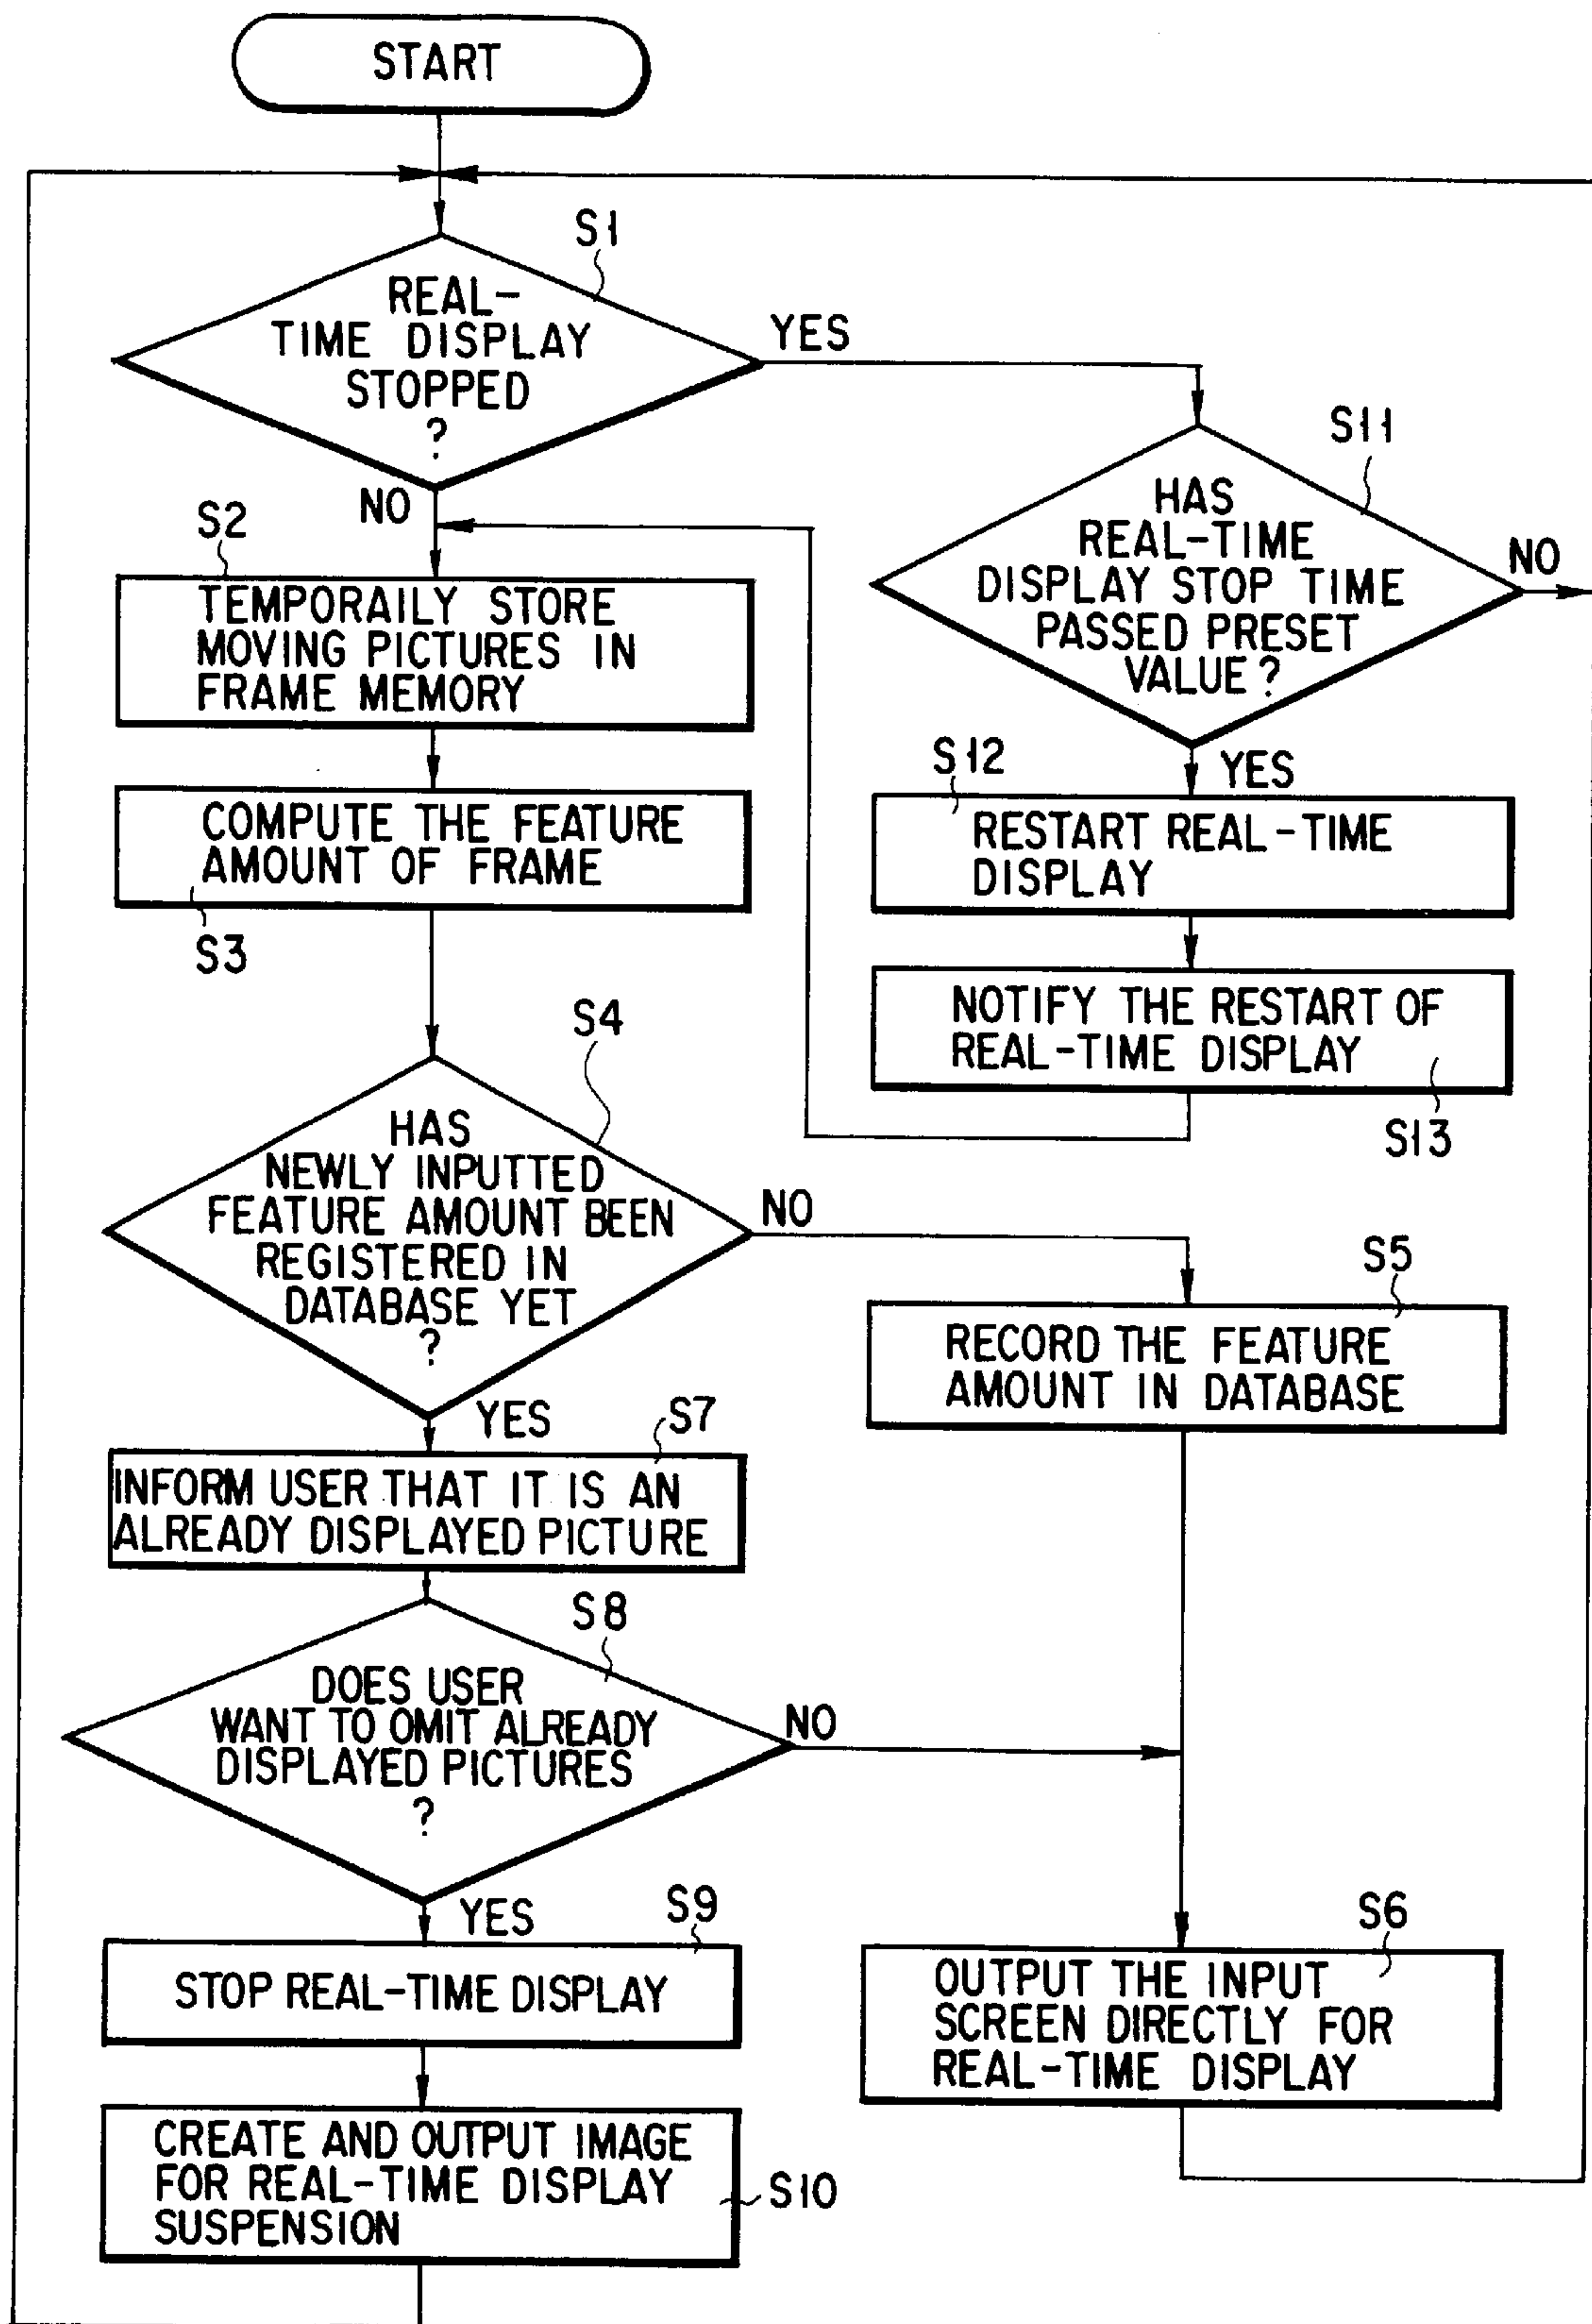 START
S1
REAL-
TIME DISPLAY
STOPPED
?
YES
NO
S11
HAS
REAL-TIME
DISPLAY STOP TIME
PASSED PRESET
VALUE?
NO
YES
S2
TEMPORAILY STORE
MOVING PICTURES IN
FRAME MEMORY
S12
RESTART REAL-TIME
DISPLAY
COMPUTE THE FEATURE
AMOUNT OF FRAME
S3
NOTIFY THE RESTART OF
REAL-TIME DISPLAY
S13
S4
HAS
NEWLY INPUTTED
FEATURE AMOUNT BEEN
REGISTERED IN
DATABASE YET
?
NO
YES
S5
RECORD THE FEATURE
AMOUNT IN DATABASE
S7
INFORM USER THAT IT IS AN
ALREADY DISPLAYED PICTURE
S8
DOES USER
WANT TO OMIT ALREADY
DISPLAYED PICTURES
?
NO
YES
S9
STOP REAL-TIME DISPLAY
S6
OUTPUT THE INPUT
SCREEN DIRECTLY FOR
REAL-TIME DISPLAY
CREATE AND OUTPUT IMAGE
FOR REAL-TIME DISPLAY
SUSPENSION
S10